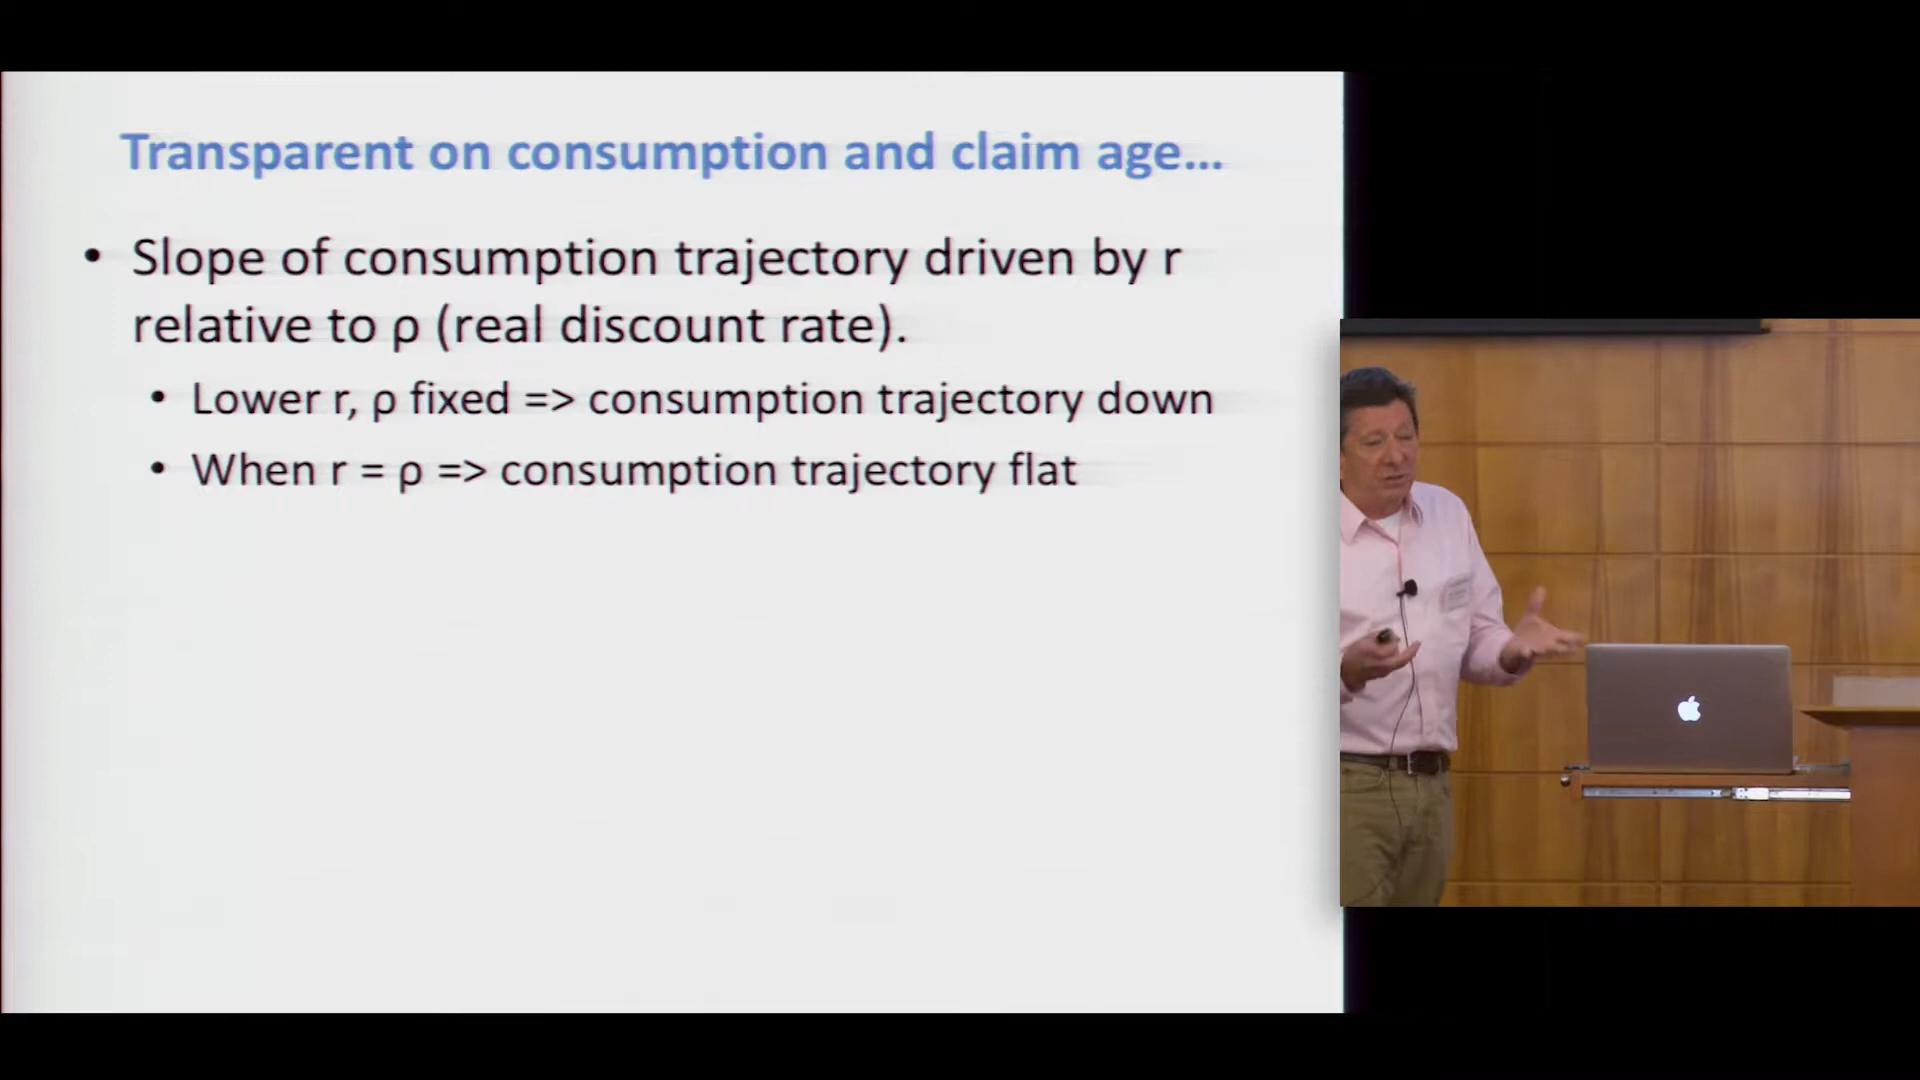 Transparent on consumption and claim age...
• Slope of consumption trajectory driven by r
relative to ρ (real discount rate).
• Lower r, ρ fixed => consumption trajectory down
• When r = ρ => consumption trajectory flat